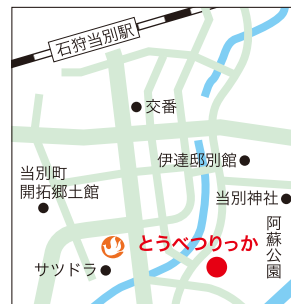 石狩当別駅
交番
伊達邸別館
当別町
開拓郷土館
当別神社
阿蘇公園
とうべつりっか
サツドラ